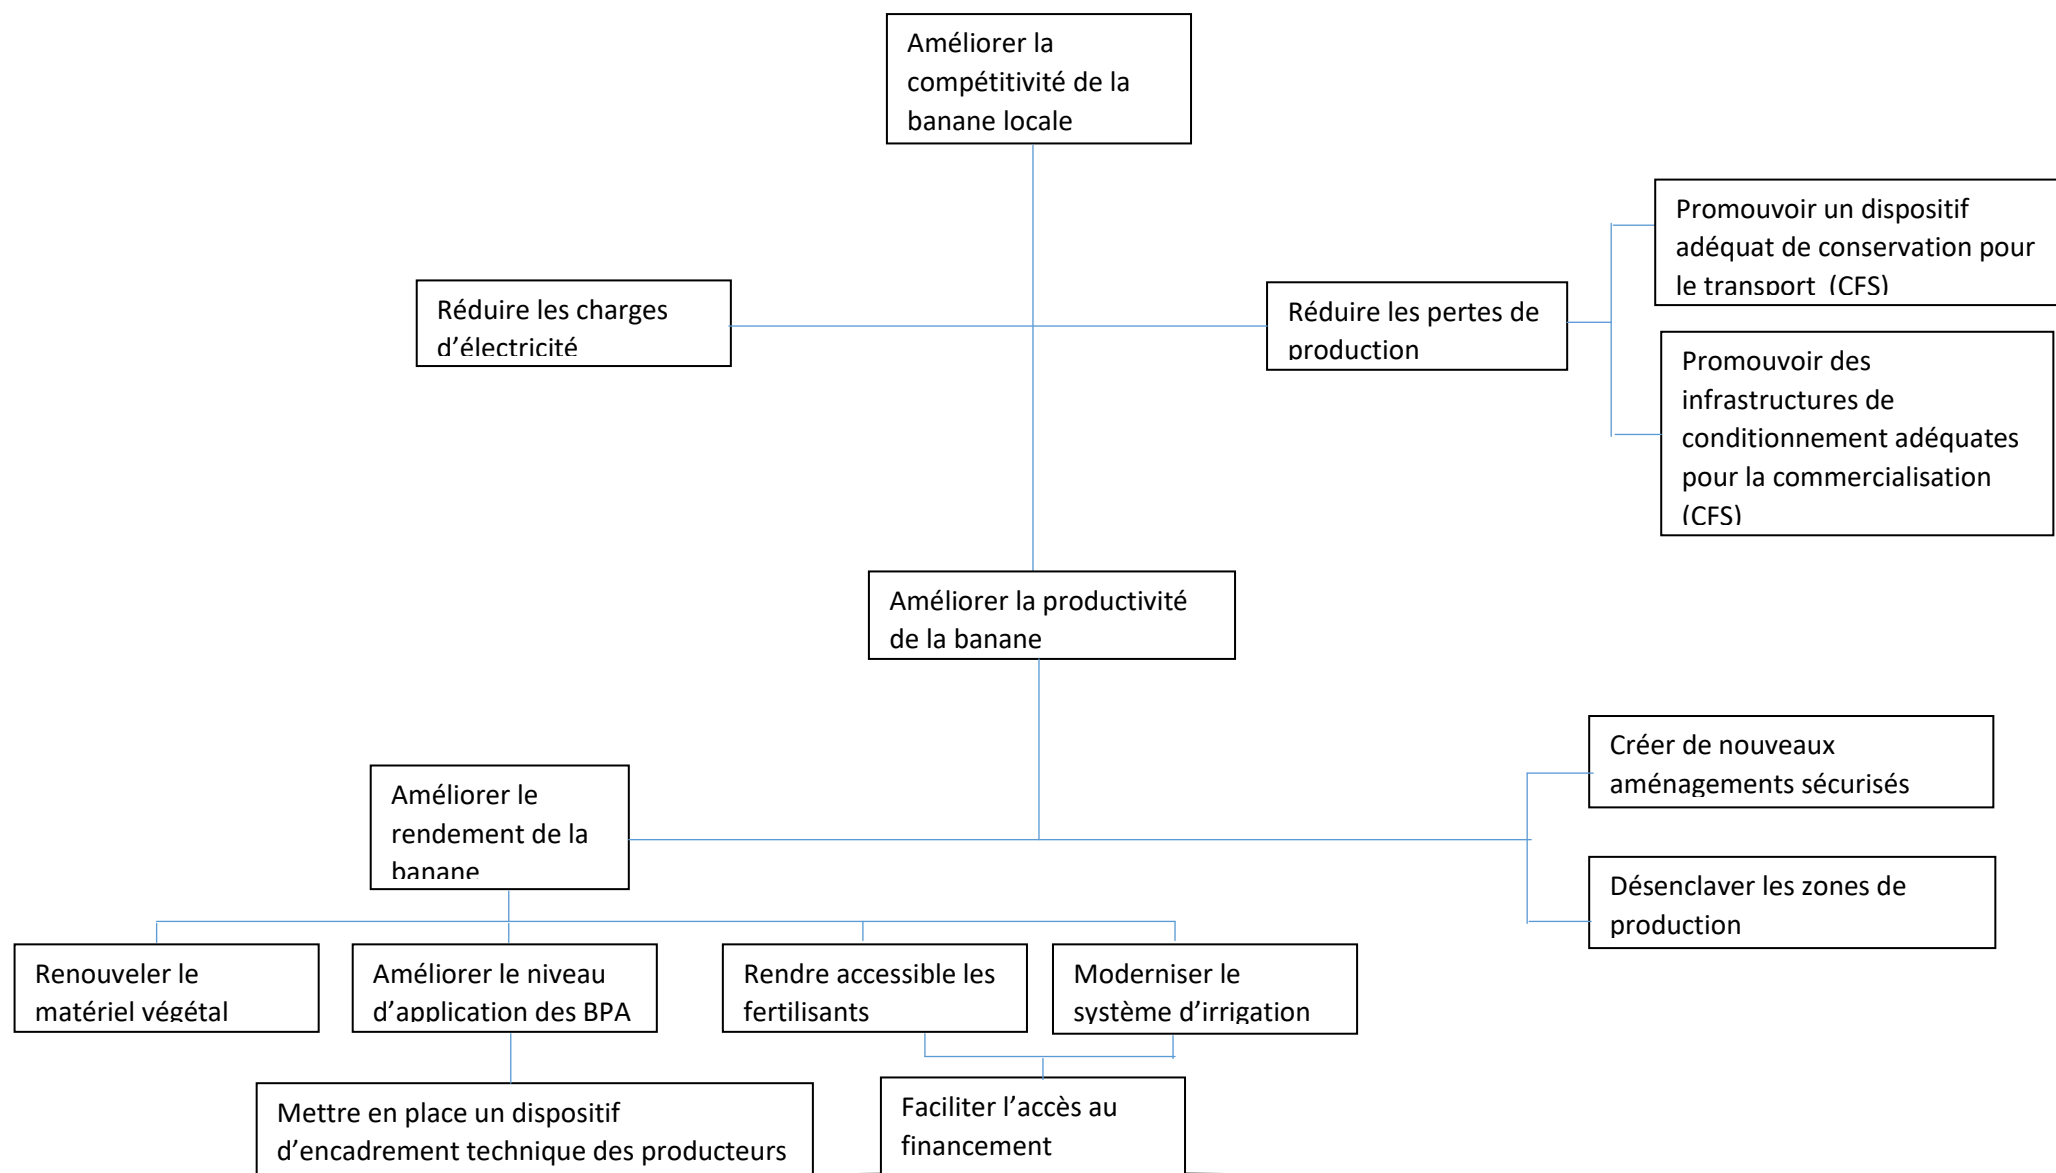 Améliorer la
compétitivité de la
banane locale
Promouvoir un dispositif
adéquat de conservation pour
le transport  (CFS)
Réduire les charges
d’électricité
Réduire les pertes de
production
Promouvoir des
infrastructures de
conditionnement adéquates
pour la commercialisation
(CFS)
Améliorer la productivité
de la banane
Créer de nouveaux
aménagements sécurisés
Améliorer le
rendement de la
banane
Désenclaver les zones de
production
Renouveler le
matériel végétal
Améliorer le niveau
d’application des BPA
Rendre accessible les
fertilisants
Moderniser le
système d’irrigation
Mettre en place un dispositif
d’encadrement technique des producteurs
Faciliter l’accès au
financement